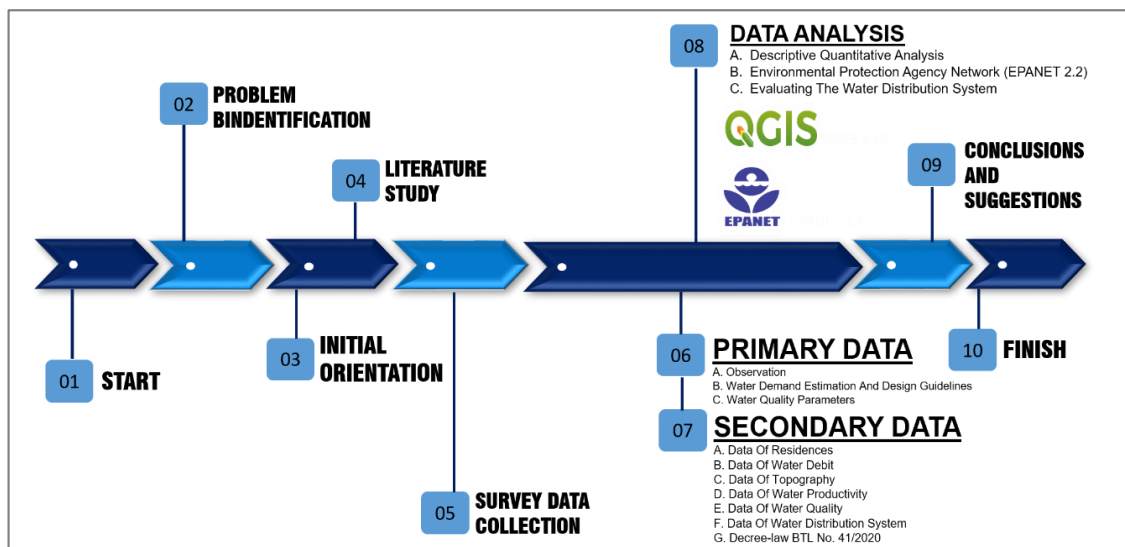 01
START
02
PROBLEM
BINDENTIFICATION
03
INITIAL
ORIENTATION
04
LITERATURE
STUDY
05
SURVEY DATA
COLLECTION
06
PRIMARY DATA
A. Observation
B. Water Demand Estimation And Design Guidelines
C. Water Quality Parameters
07
SECONDARY DATA
A. Data Of Residences
B. Data Of Water Debit
C. Data Of Topography
D. Data Of Water Productivity
E. Data Of Water Quality
F. Data Of Water Distribution System
G. Decree-law BTL No. 41/2020
08
DATA ANALYSIS
A. Descriptive Quantitative Analysis
B. Environmental Protection Agency Network (EPANET 2.2)
C. Evaluating The Water Distribution System
QGIS
EPANET
09
CONCLUSIONS
AND
SUGGESTIONS
10
FINISH